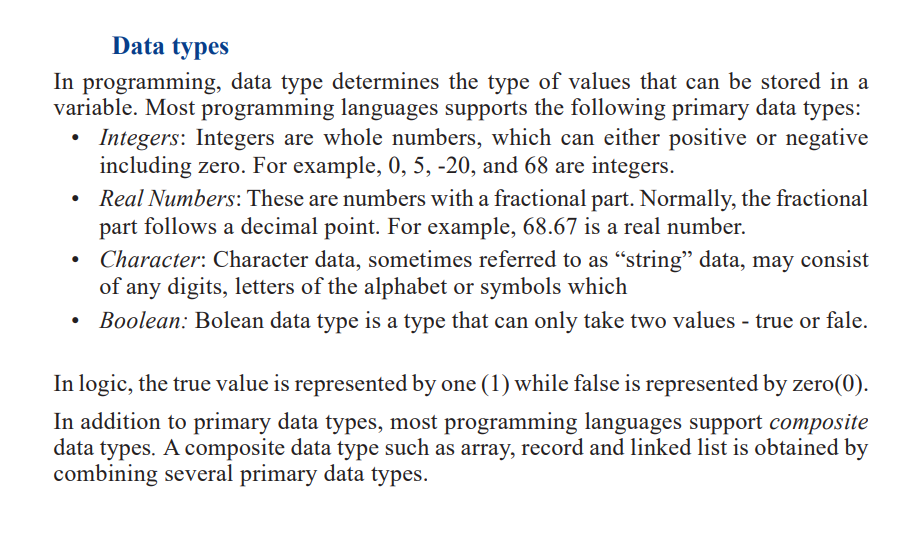 Data types
In programming, data type determines the type of values that can be stored in a
variable. Most programming languages supports the following primary data types:
• Integers: Integers are whole numbers, which can either positive or negative
including zero. For example, 0, 5, -20, and 68 are integers.
• Real Numbers: These are numbers with a fractional part. Normally, the fractional
part follows a decimal point. For example, 68.67 is a real number.
• Character: Character data, sometimes referred to as “string” data, may consist
of any digits, letters of the alphabet or symbols which
• Boolean: Bolean data type is a type that can only take two values - true or fale.
In logic, the true value is represented by one (1) while false is represented by zero(0).
In addition to primary data types, most programming languages support composite
data types. A composite data type such as array, record and linked list is obtained by
combining several primary data types.